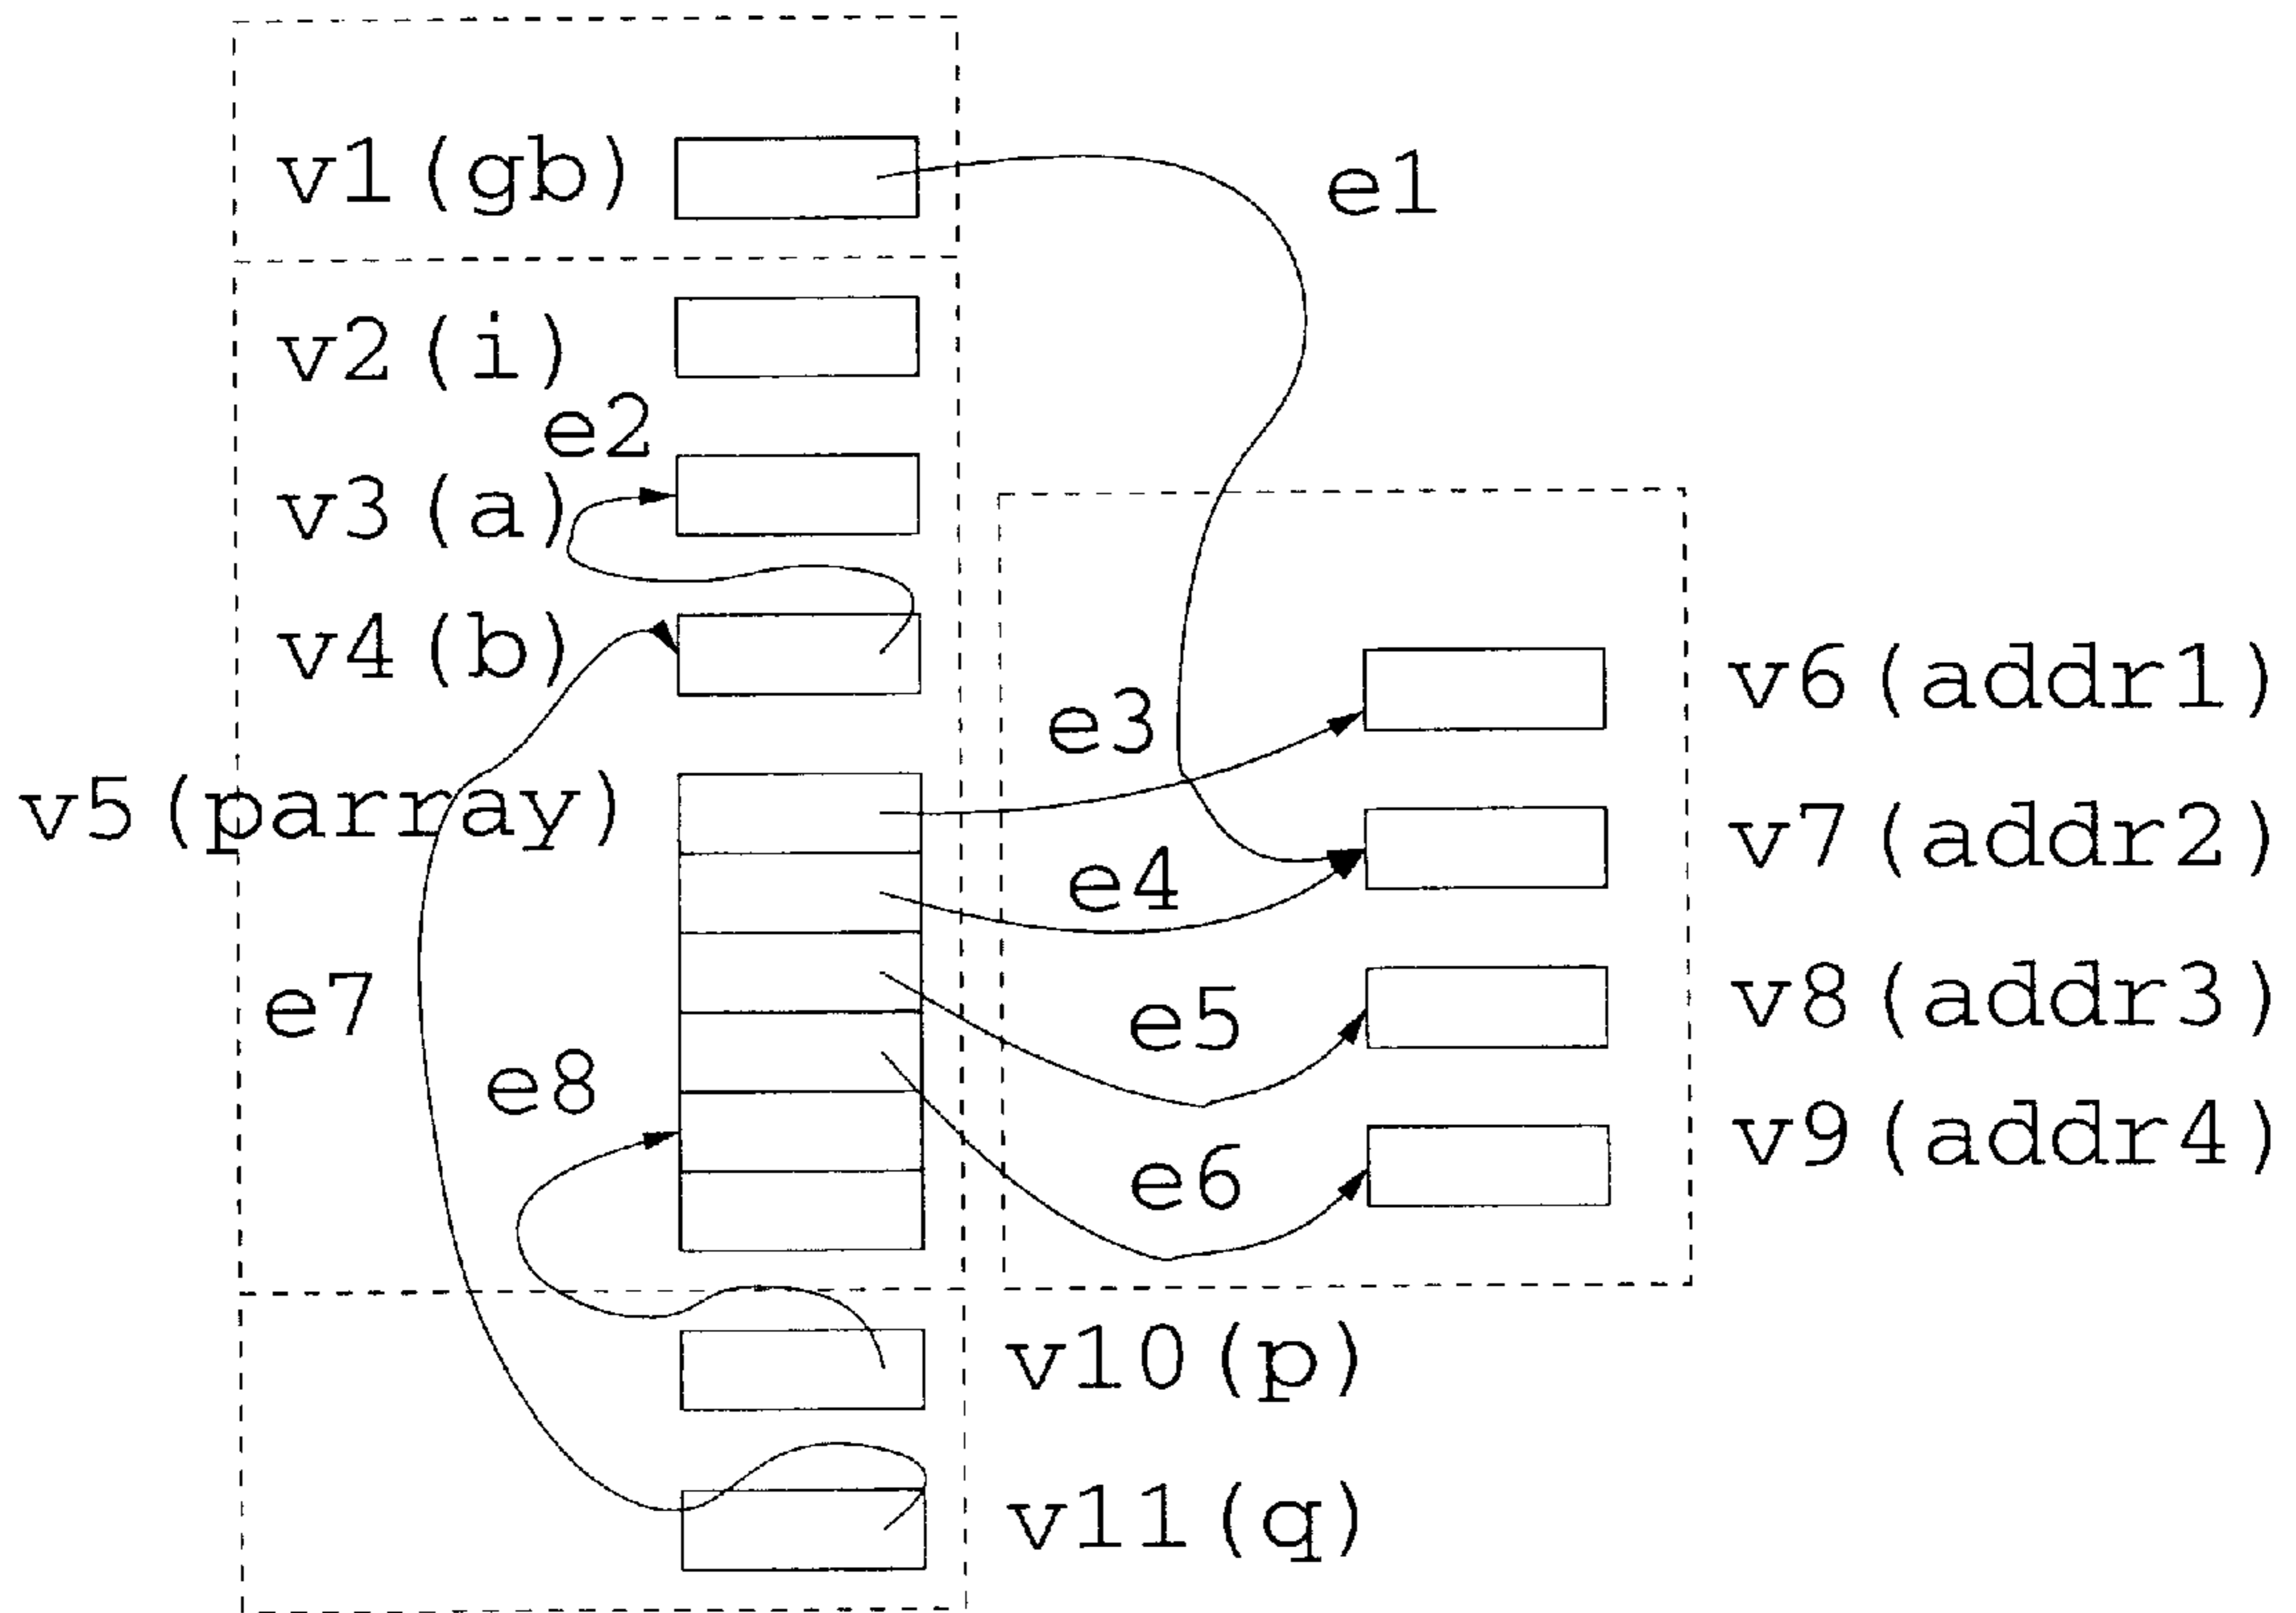 v1(gb)
e1
v2(i)
e2
v3(a)
v4(b)
v6(addr1)
e3
v5(parray)
v7(addr2)
e4
e7
e5
v8(addr3)
e8
v9(addr4)
e6
v10(p)
v11(q)